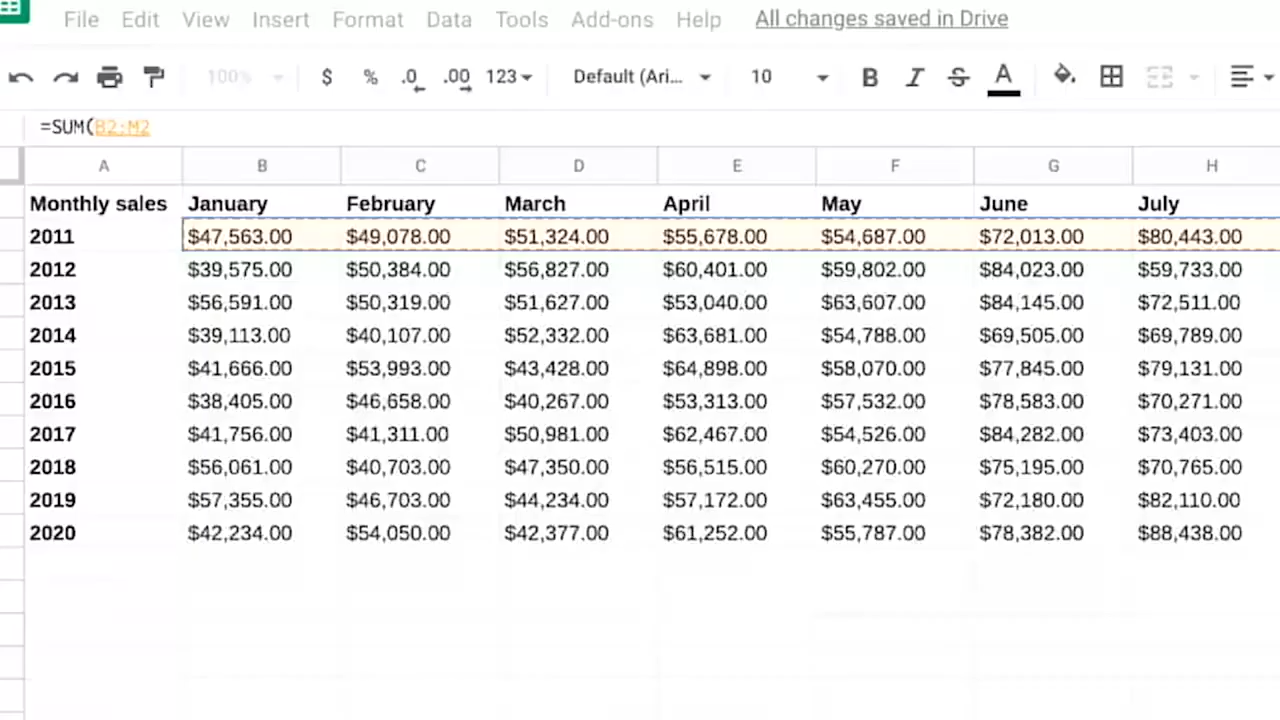 File Edit View Insert Format Data Tools Add-ons Help All changes saved in Drive
100% $ % .0 .00 123 Default (Ari... 10 B I S A
=SUM(B2:M2
A B C D E F G H
Monthly sales January February March April May June July
2011 $47,563.00 $49,078.00 $51,324.00 $55,678.00 $54,687.00 $72,013.00 $80,443.00
2012 $39,575.00 $50,384.00 $56,827.00 $60,401.00 $59,802.00 $84,023.00 $59,733.00
2013 $56,591.00 $50,319.00 $51,627.00 $53,040.00 $63,607.00 $84,145.00 $72,511.00
2014 $39,113.00 $40,107.00 $52,332.00 $63,681.00 $54,788.00 $69,505.00 $69,789.00
2015 $41,666.00 $53,993.00 $43,428.00 $64,898.00 $58,070.00 $77,845.00 $79,131.00
2016 $38,405.00 $46,658.00 $40,267.00 $53,313.00 $57,532.00 $78,583.00 $70,271.00
2017 $41,756.00 $41,311.00 $50,981.00 $62,467.00 $54,526.00 $84,282.00 $73,403.00
2018 $56,061.00 $40,703.00 $47,350.00 $56,515.00 $60,270.00 $75,195.00 $70,765.00
2019 $57,355.00 $46,703.00 $44,234.00 $57,172.00 $63,455.00 $72,180.00 $82,110.00
2020 $42,234.00 $54,050.00 $42,377.00 $61,252.00 $55,787.00 $78,382.00 $88,438.00